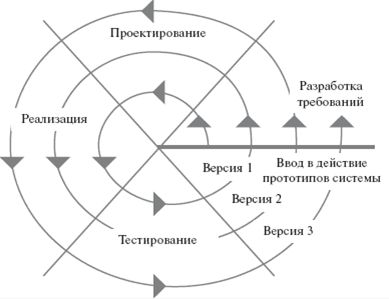 Проектирование
Разработка
требований
Реализация
Версия 1
Ввод в действие
прототипов системы
Версия 2
Версия 3
Тестирование